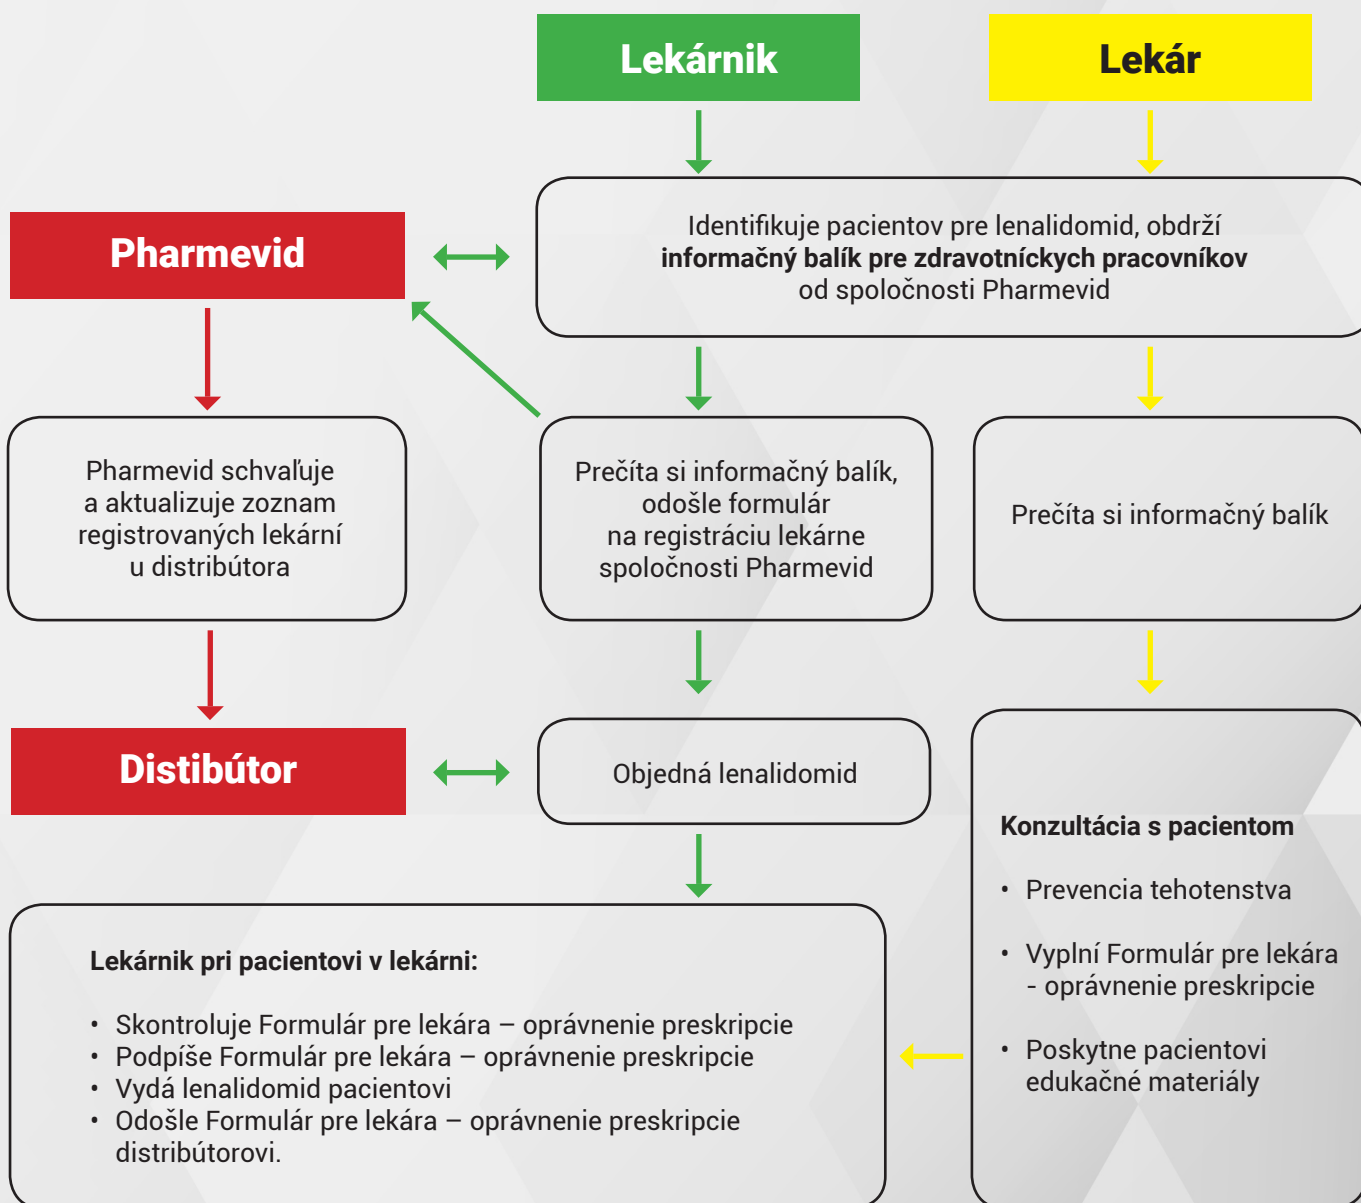 Lekárnik
Lekár
Identifikuje pacientov pre lenalidomid, obdrží
informačný balík pre zdravotníckych pracovníkov
od spoločnosti Pharmevid
Pharmevid
Pharmevid schvaľuje
a aktualizuje zoznam
registrovaných lekární
u distribútora
Prečíta si informačný balík,
odošle formulár
na registráciu lekárne
spoločnosti Pharmevid
Prečíta si informačný balík
Distibútor
Objedná lenalidomid
Konzultácia s pacientom
• Prevencia tehotenstva
• Vyplní Formulár pre lekára
- oprávnenie preskripcie
• Poskytne pacientovi
edukačné materiály
Lekárnik pri pacientovi v lekárni:
• Skontroluje Formulár pre lekára – oprávnenie preskripcie
• Podpíše Formulár pre lekára – oprávnenie preskripcie
• Vydá lenalidomid pacientovi
• Odošle Formulár pre lekára – oprávnenie preskripcie
distribútorovi.